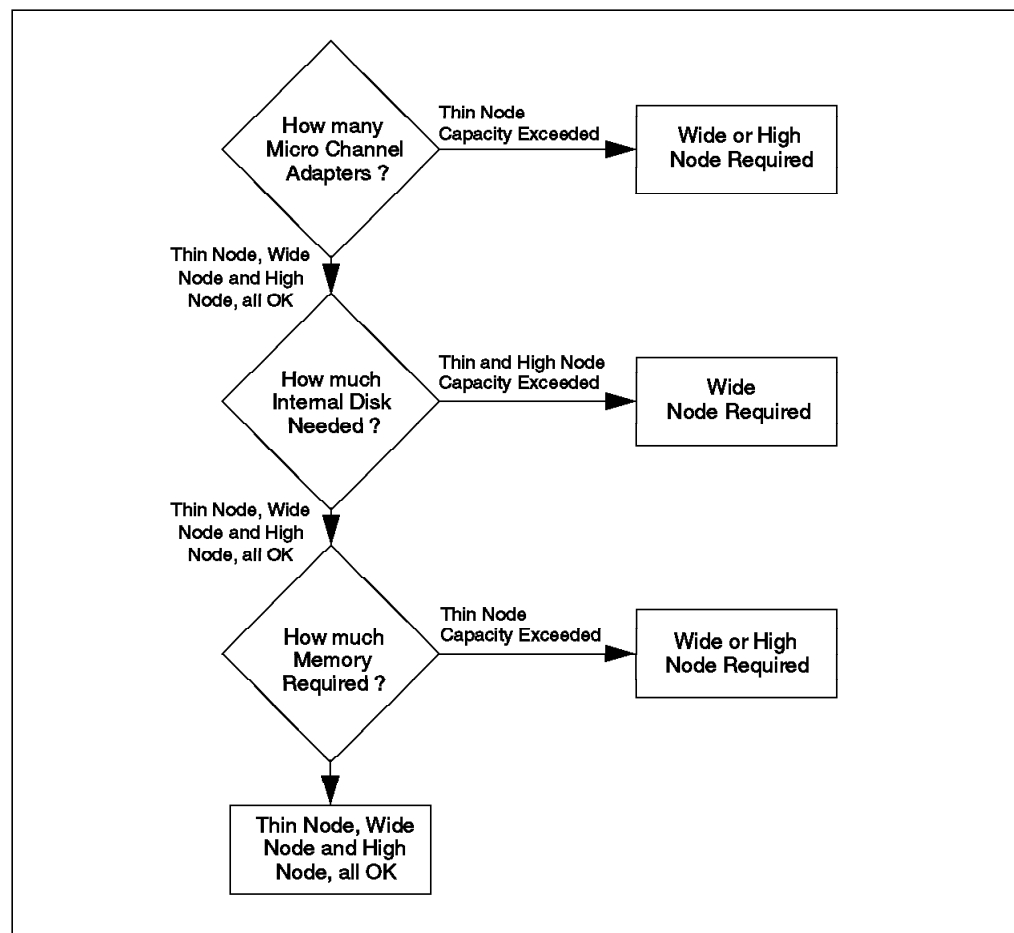 How many
Micro Channel
Adapters ?
Thin Node
Capacity Exceeded
Wide or High
Node Required
Thin Node, Wide
Node and High
Node, all OK
How much
Internal Disk
Needed ?
Thin and High Node
Capacity Exceeded
Wide
Node Required
Thin Node, Wide
Node and High
Node, all OK
How much
Memory
Required ?
Thin Node
Capacity Exceeded
Wide or High
Node Required
Thin Node, Wide
Node and High
Node, all OK